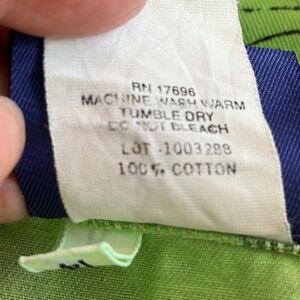 RN 17696
MACHINE WASH WARM
TUMBLE DRY
DO NOT BLEACH
LOT 1003288
100% COTTON